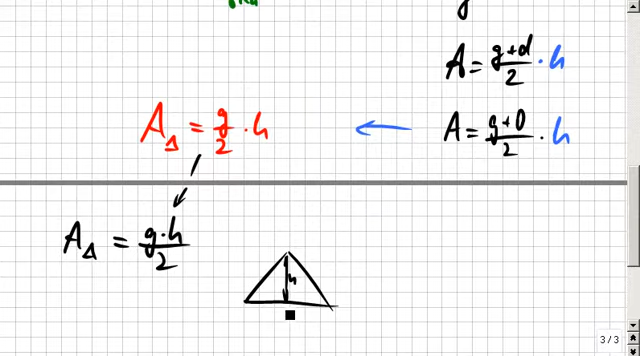 A = (g+d)/2 · h
A = (g+0)/2 · h
A△ = g/2 · h
A△ = (g·h)/2
h
3/3